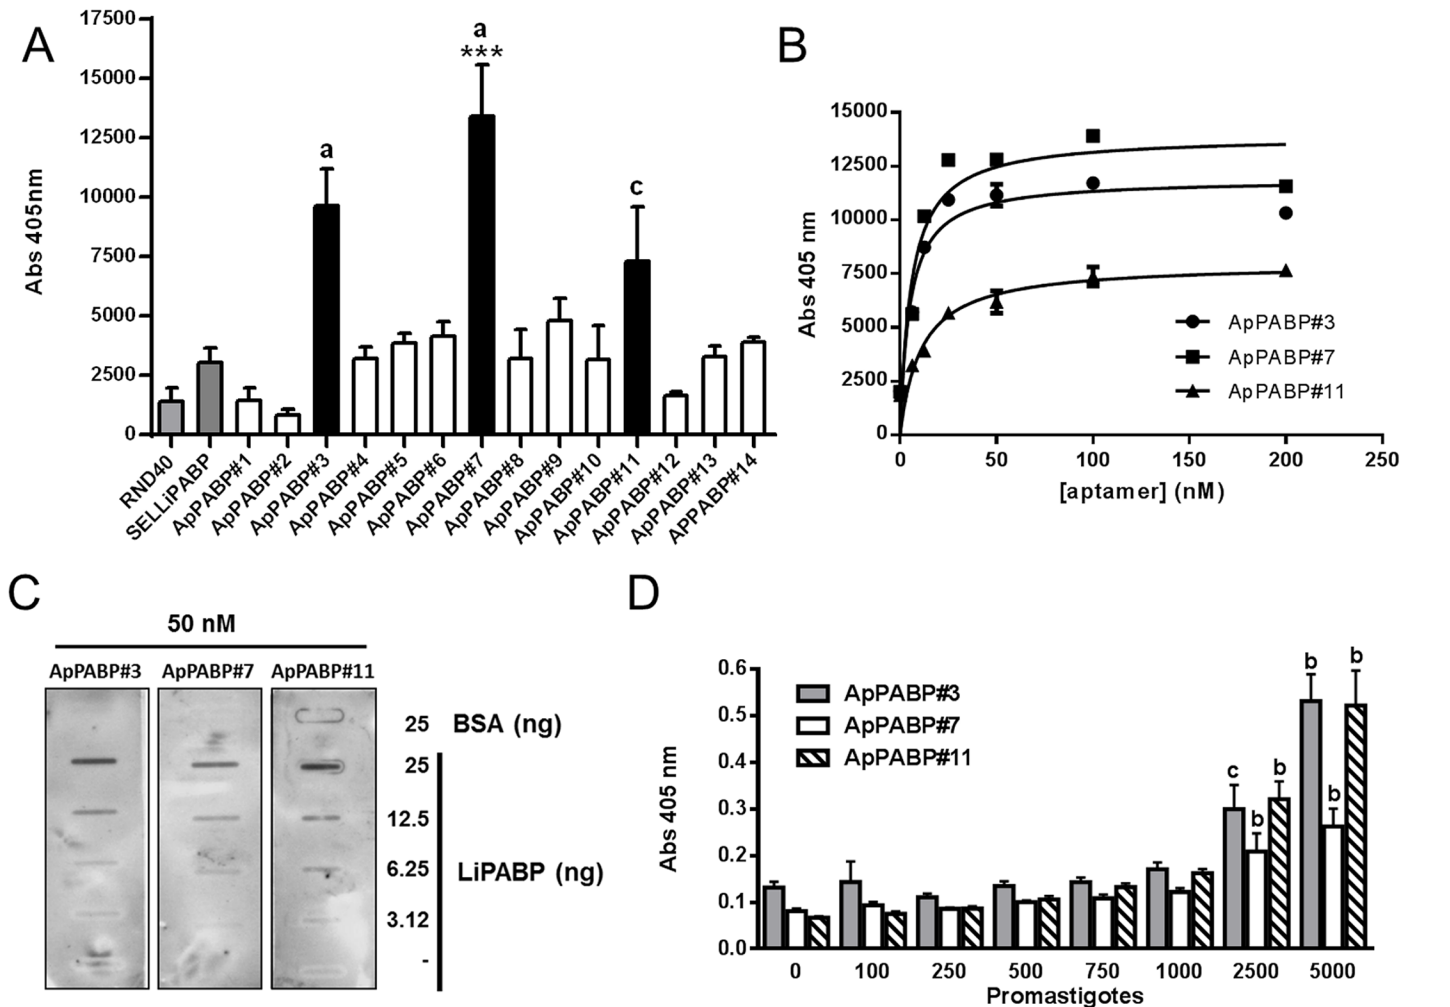 A
17500
15000
12500
10000
7500
5000
2500
0
Abs 405nm
a
a
***
c
RND40
SELLiPABP
ApPABP#1
ApPABP#2
ApPABP#3
ApPABP#4
ApPABP#5
ApPABP#6
ApPABP#7
ApPABP#8
ApPABP#9
ApPABP#10
ApPABP#11
ApPABP#12
ApPABP#13
APPABP#14
B
15000
12500
10000
7500
5000
2500
0
Abs 405 nm
ApPABP#3
ApPABP#7
ApPABP#11
0 50 100 150 200 250
[aptamer] (nM)
C
50 nM
ApPABP#3 ApPABP#7 ApPABP#11
25 BSA (ng)
25
12.5
6.25
LiPABP (ng)
3.12
-
D
0.6
0.5
0.4
0.3
0.2
0.1
0.0
Abs 405 nm
ApPABP#3
ApPABP#7
ApPABP#11
c b b
b b b
0 100 250 500 750 1000 2500 5000
Promastigotes